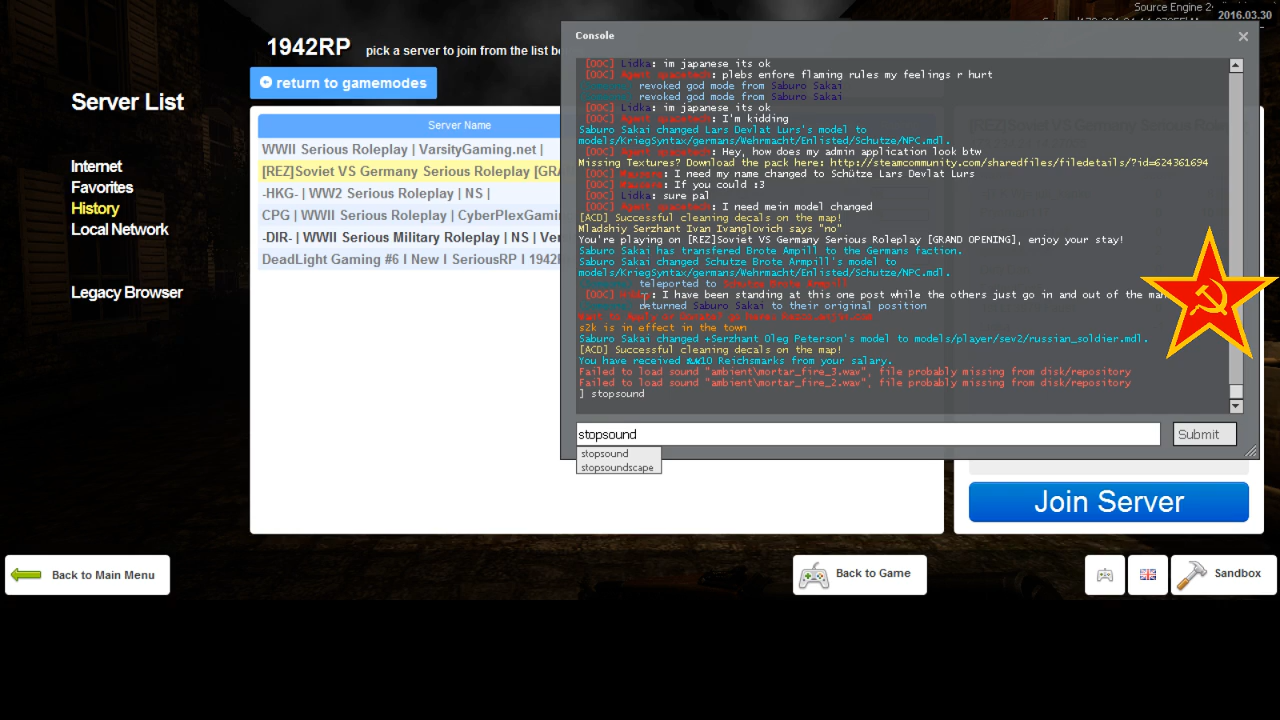 Source Engine 2
2016.03.30
1942RP pick a server to join from the list be
return to gamemodes
Server List
Internet
Favorites
History
Local Network
Legacy Browser
Server Name
WWII Serious Roleplay | VarsityGaming.net |
[REZ]Soviet VS Germany Serious Roleplay [GRA
-HKG- | WW2 Serious Roleplay | NS |
CPG | WWII Serious Roleplay | CyberPlexGamin
-DIR- | WWII Serious Military Roleplay | NS | Ver
DeadLight Gaming #6 I New I SeriousRP I 1942
Console
[OOC] Lidka: im japanese its ok
[OOC] Agent spacetech: plebs enfore flaming rules my feelings r hurt
revoked god mode from Saburo Sakai
revoked god mode from Saburo Sakai
[OOC] Lidka: im japanese its ok
[OOC] Agent spacetech: I'm kidding
Saburo Sakai changed Lars Devlat Lurs's model to
models/KriegSyntax/germans/Wehrmacht/Enlisted/Schutze/NPC.mdl.
[OOC] Agent spacetech: Hey, how does my admin application look btw
Missing Textures? Download the pack here: http://steamcommunity.com/sharedfiles/filedetails/?id=624361694
[OOC] : I need my name changed to Schütze Lars Devlat Lurs
[OOC] : If you could :3
[OOC] Lidka: sure pal
[OOC] Agent spacetech: I need mein model changed
[ACD] Successful cleaning decals on the map!
Mladshiy Serzhant Ivan Ivanglovich says "no"
You're playing on [REZ]Soviet VS Germany Serious Roleplay [GRAND OPENING], enjoy your stay!
Saburo Sakai has transfered Brote Ampill to the Germans faction.
Saburo Sakai changed Schutze Brote Anmpill's model to
models/KriegSyntax/germans/Wehrmacht/Enlisted/Schutze/NPC.mdl.
teleported to Schutze Brote Anmpill
[OOC] : I have been standing at this one post while the others just go in and out of the
returned Saburo Sakai to their original position
s2k is in effect in the town
Saburo Sakai changed +Serzhant Oleg Peterson's model to models/player/sev2/russian_soldier.mdl.
[ACD] Successful cleaning decals on the map!
You have received 10 Reichsmarks from your salary.
Failed to load sound "ambient\mortar_fire_3.wav", file probably missing from disk/repository
Failed to load sound "ambient\mortar_fire_2.wav", file probably missing from disk/repository
] stopsound
stopsound
Submit
stopsound
stopsoundscape
Join Server
Back to Main Menu
Back to Game
Sandbox